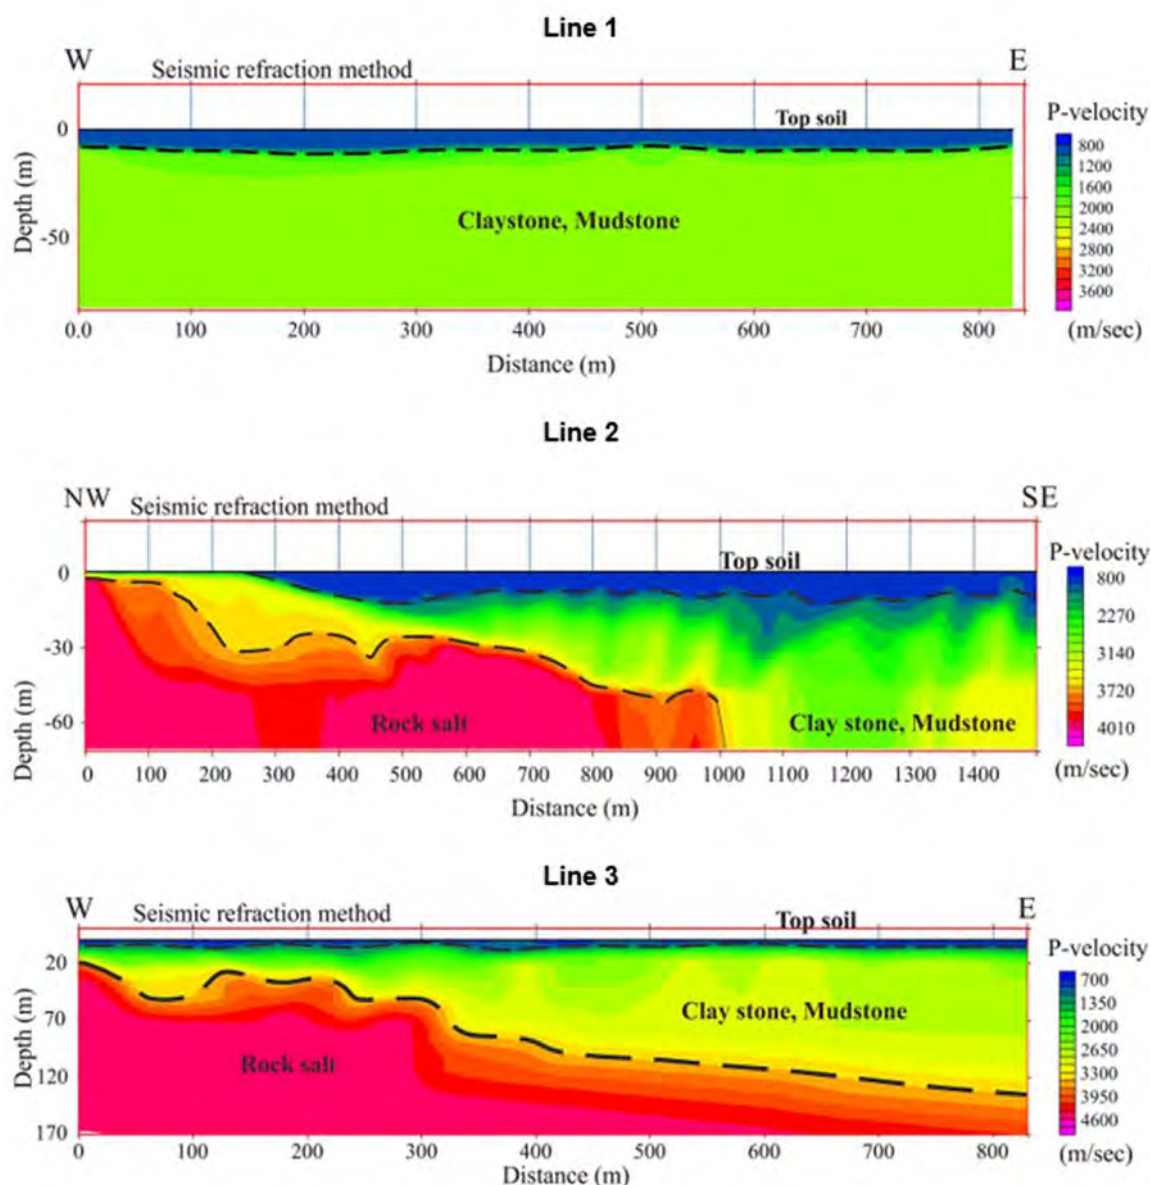 Line 1
W
E
Seismic refraction method
P-velocity
Top soil
0
-50
Depth (m)
Claystone, Mudstone
800
1200
1600
2000
2400
2800
3200
3600
(m/sec)
0.0 100 200 300 400 500 600 700 800
Distance (m)
Line 2
NW
SE
Seismic refraction method
P-velocity
Top soil
0
-30
-60
Depth (m)
Rock salt
Clay stone, Mudstone
800
2270
3140
3720
4010
(m/sec)
0 100 200 300 400 500 600 700 800 900 1000 1100 1200 1300 1400
Distance (m)
Line 3
W
E
Seismic refraction method
Top soil
P-velocity
20
70
120
170
Depth (m)
Clay stone, Mudstone
Rock salt
700
1350
2000
2650
3300
3950
4600
(m/sec)
0 100 200 300 400 500 600 700 800
Distance (m)